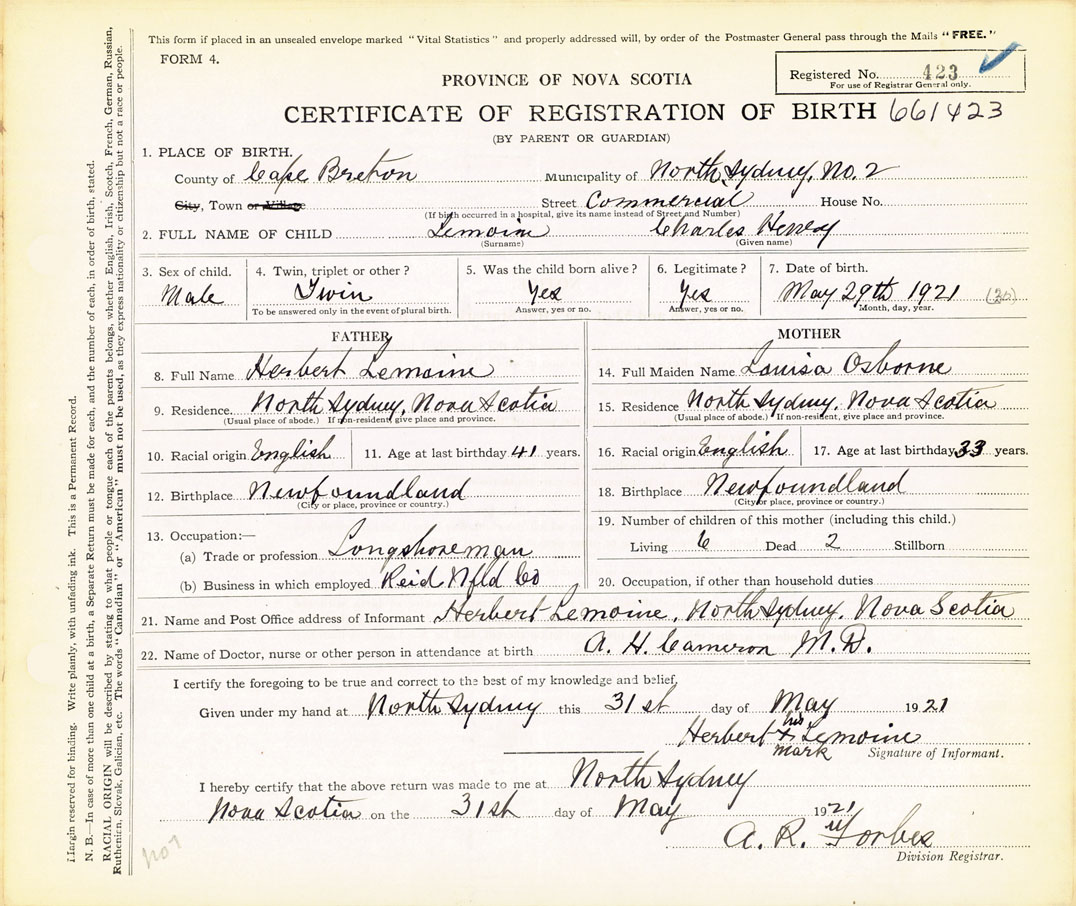 This form if placed in an unsealed envelope marked "Vital Statistics" and properly addressed will, by order of the Postmaster General pass through the Mails "FREE."
FORM 4.
Registered No. 423
For use of Registrar General only.
PROVINCE OF NOVA SCOTIA
CERTIFICATE OF REGISTRATION OF BIRTH 661423
(BY PARENT OR GUARDIAN)
1. PLACE OF BIRTH.
County of Cape Breton Municipality of North Sydney, No. 2
City, Town or Village Street Commercial House No.
(If birth occurred in a hospital, give its name instead of Street and Number)
2. FULL NAME OF CHILD Lemoine Charles Henry
(Surname) (Given name)
3. Sex of child. 4. Twin, triplet or other? 5. Was the child born alive? 6. Legitimate? 7. Date of birth.
Male Twin Yes Yes May 29th 1921 (30)
To be answered only in the event of plural birth. Answer, yes or no. Answer, yes or no. Month, day, year.
FATHER
8. Full Name Herbert Lemoine
9. Residence. North Sydney, Nova Scotia
(Usual place of abode.) If non-resident, give place and province.
10. Racial origin English 11. Age at last birthday 41 years.
12. Birthplace Newfoundland
(City or place, province or country.)
13. Occupation:—
(a) Trade or profession Longshoreman
(b) Business in which employed Reid Nfld Co
MOTHER
14. Full Maiden Name Louisa Osborne
15. Residence North Sydney, Nova Scotia
(Usual place of abode.) If non-resident, give place and province.
16. Racial origin English 17. Age at last birthday 33 years.
18. Birthplace Newfoundland
(City or place, province or country.)
19. Number of children of this mother (including this child.)
Living 6 Dead 2 Stillborn
20. Occupation, if other than household duties
21. Name and Post Office address of Informant Herbert Lemoine, North Sydney, Nova Scotia
22. Name of Doctor, nurse or other person in attendance at birth A. H. Cameron M.D.
I certify the foregoing to be true and correct to the best of my knowledge and belief,
Given under my hand at North Sydney this 31st day of May 1921
his
Herbert X Lemoine
mark Signature of Informant.
I hereby certify that the above return was made to me at North Sydney
Nova Scotia on the 31st day of May 1921
A. R. Forbes
Division Registrar.
Margin reserved for binding. Write plainly, with unfading ink. This is a Permanent Record.
N. B.—In case of more than one child at a birth, a Separate Return must be made for each, and the number of each, in order of birth, stated.
RACIAL ORIGIN will be described by stating to what people or tongue each of the parents belongs, whether English, Irish, Scotch, French, German, Russian,
Ruthenian, Slovak, Galician, etc. The words "Canadian" or "American" must not be used, as they express nationality or citizenship but not a race or people.